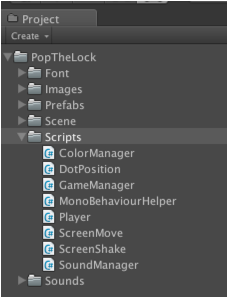 Project
Create
PopTheLock
Font
Images
Prefabs
Scene
Scripts
ColorManager
DotPosition
GameManager
MonoBehaviourHelper
Player
ScreenMove
ScreenShake
SoundManager
Sounds